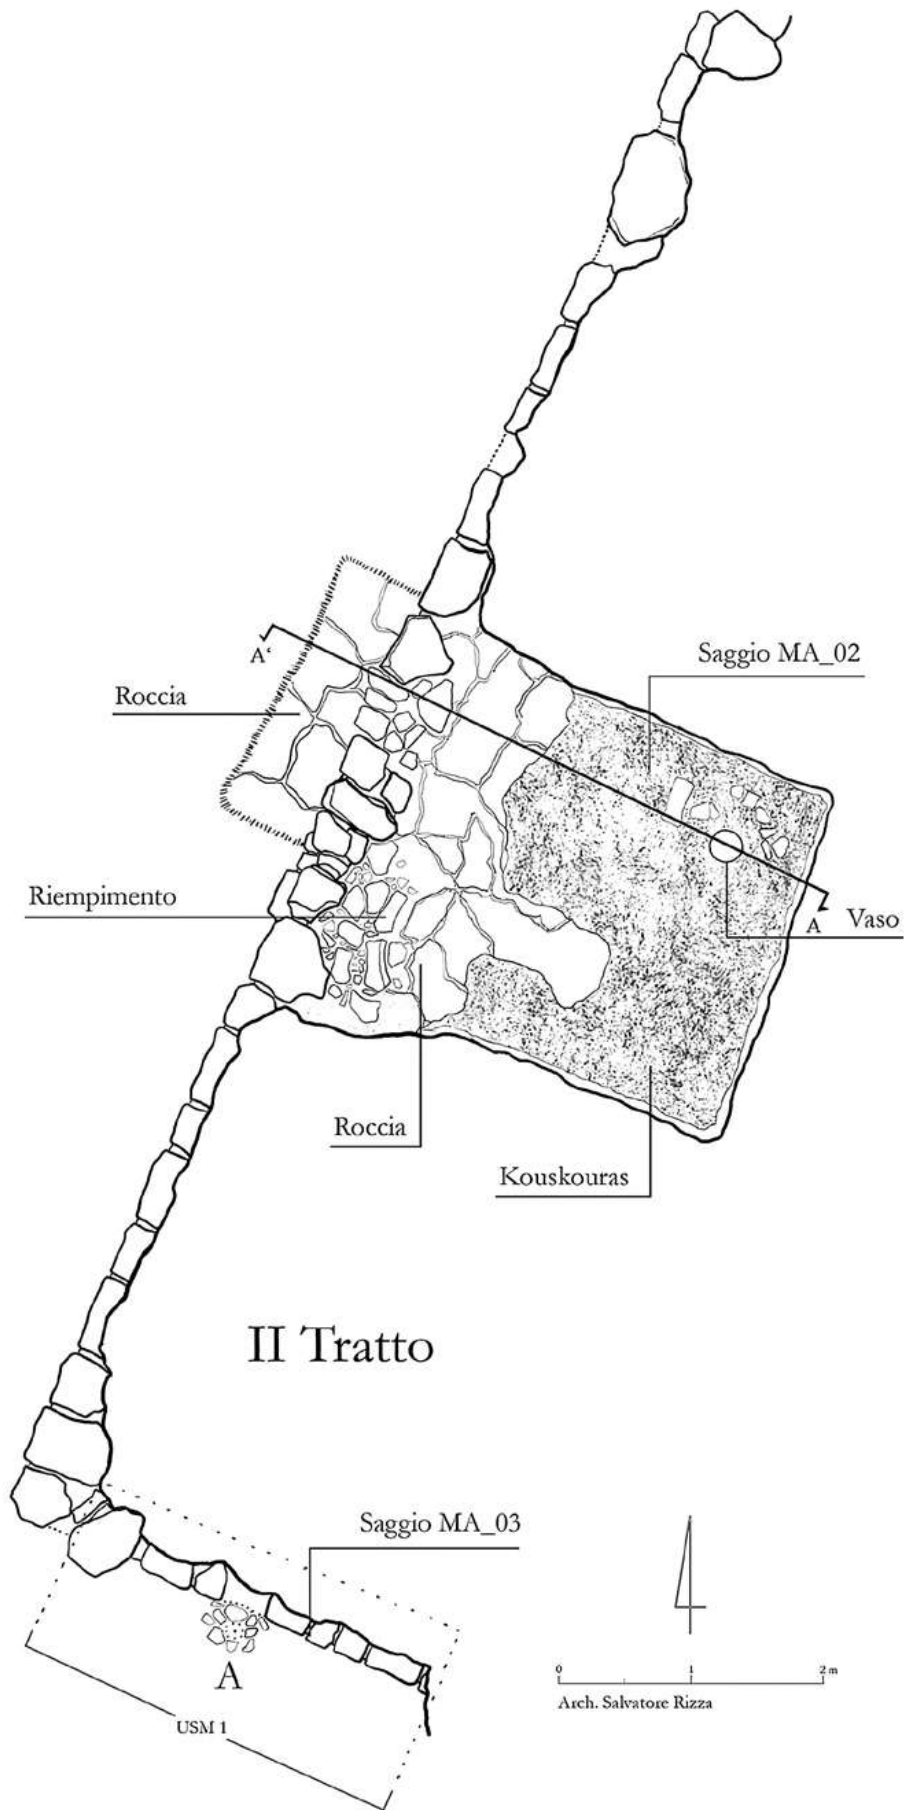 Saggio MA_02
A‘
Roccia
Riempimento
A
Vaso
Roccia
Kouskouras
II Tratto
Saggio MA_03
A
USM 1
0 1 2 m
Arch. Salvatore Rizza